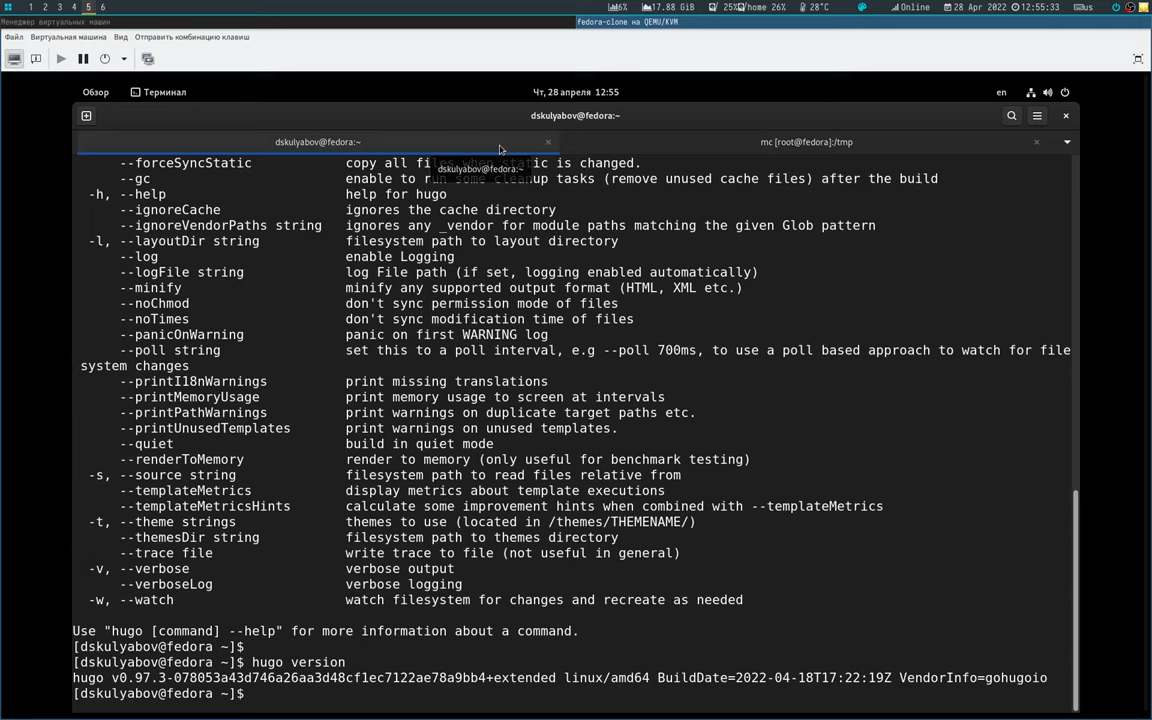 1 2 3 4 5 6 6% 17.88 GiB 25% /home 26% 28°C Online 28 Apr 2022 12:55:33 us
Менеджер виртуальных машин fedora-clone на QEMU/KVM
Файл Виртуальная машина Вид Отправить комбинацию клавиш
Обзор Терминал Чт, 28 апреля 12:55 en
dskulyabov@fedora:~
dskulyabov@fedora:~ mc [root@fedora]:/tmp
dskulyabov@fedora:~
--forceSyncStatic copy all files when static is changed.
--gc enable to run some cleanup tasks (remove unused cache files) after the build
-h, --help help for hugo
--ignoreCache ignores the cache directory
--ignoreVendorPaths string ignores any _vendor for module paths matching the given Glob pattern
-l, --layoutDir string filesystem path to layout directory
--log enable Logging
--logFile string log File path (if set, logging enabled automatically)
--minify minify any supported output format (HTML, XML etc.)
--noChmod don't sync permission mode of files
--noTimes don't sync modification time of files
--panicOnWarning panic on first WARNING log
--poll string set this to a poll interval, e.g --poll 700ms, to use a poll based approach to watch for file
system changes
--printI18nWarnings print missing translations
--printMemoryUsage print memory usage to screen at intervals
--printPathWarnings print warnings on duplicate target paths etc.
--printUnusedTemplates print warnings on unused templates.
--quiet build in quiet mode
--renderToMemory render to memory (only useful for benchmark testing)
-s, --source string filesystem path to read files relative from
--templateMetrics display metrics about template executions
--templateMetricsHints calculate some improvement hints when combined with --templateMetrics
-t, --theme strings themes to use (located in /themes/THEMENAME/)
--themesDir string filesystem path to themes directory
--trace file write trace to file (not useful in general)
-v, --verbose verbose output
--verboseLog verbose logging
-w, --watch watch filesystem for changes and recreate as needed
Use "hugo [command] --help" for more information about a command.
[dskulyabov@fedora ~]$
[dskulyabov@fedora ~]$ hugo version
hugo v0.97.3-078053a43d746a26aa3d48cf1ec7122ae78a9bb4+extended linux/amd64 BuildDate=2022-04-18T17:22:19Z VendorInfo=gohugoio
[dskulyabov@fedora ~]$